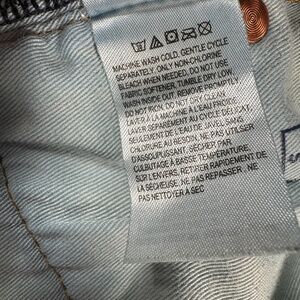 MACHINE WASH COLD, GENTLE CYCLE
SEPARATELY. ONLY NON-CHLORINE
BLEACH WHEN NEEDED. DO NOT USE
FABRIC SOFTENER. TUMBLE DRY LOW,
WASH INSIDE OUT. REMOVE PROMPTLY
DO NOT IRON, DO NOT DRY CLEAN
LAVER À LA MACHINE À L'EAU FROIDE
LAVER SÉPARÉMENT AU CYCLE DÉLICAT.
SEULEMENT DE L'EAU DE JAVEL SANS
CHLORURE AU BESOIN. NE PAS UTILISER
D'ASSOUPLISSANT, SÉCHER PAR
CULBUTAGE À BASSE TEMPÉRATURE.
SUR L'ENVERS, RETIRER RAPIDEMENT DE
LA SÉCHEUSE, NE PAS REPASSER, NE
PAS NETTOYER À SEC